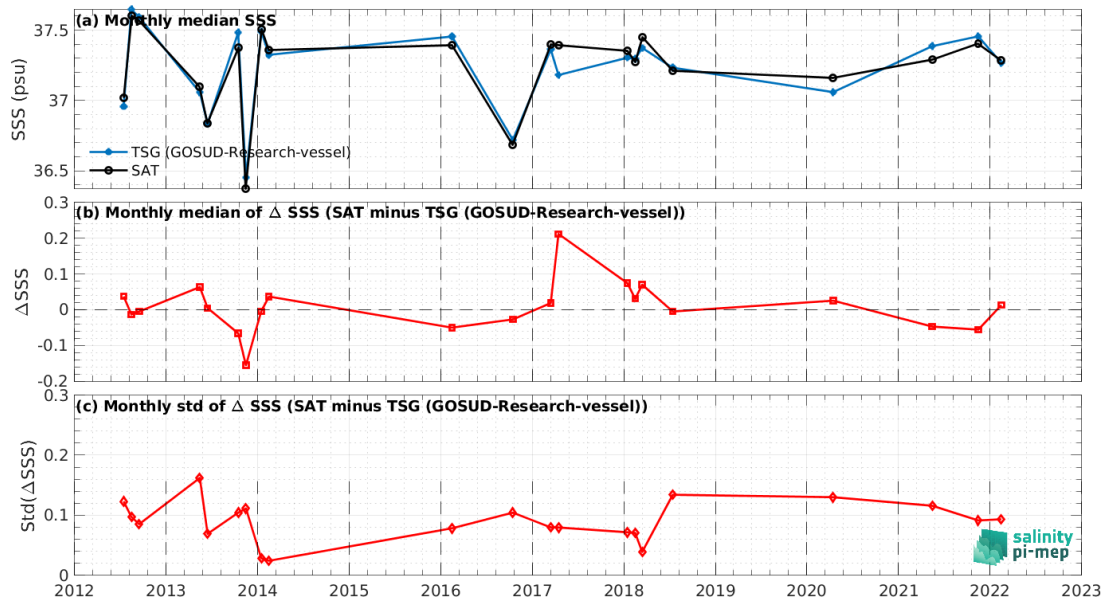 (a) Monthly median SSS
37.5
37
36.5
SSS (psu)
TSG (GOSUD-Research-vessel)
SAT
(b) Monthly median of Δ SSS (SAT minus TSG (GOSUD-Research-vessel))
0.3
0.2
0.1
0
-0.1
-0.2
ΔSSS
(c) Monthly std of Δ SSS (SAT minus TSG (GOSUD-Research-vessel))
0.3
0.2
0.1
0
Std(ΔSSS)
salinity
pi-mep
2012 2013 2014 2015 2016 2017 2018 2019 2020 2021 2022 2023